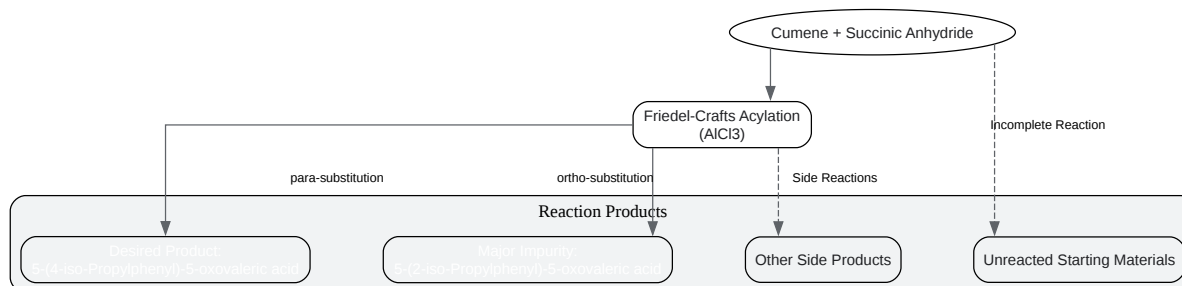 Cumene + Succinic Anhydride
Friedel-Crafts Acylation
(AlCl3)
Incomplete Reaction
para-substitution
ortho-substitution
Side Reactions
Reaction Products
Desired Product:
5-(4-iso-Propylphenyl)-5-oxovaleric acid
Major Impurity:
5-(2-iso-Propylphenyl)-5-oxovaleric acid
Other Side Products
Unreacted Starting Materials